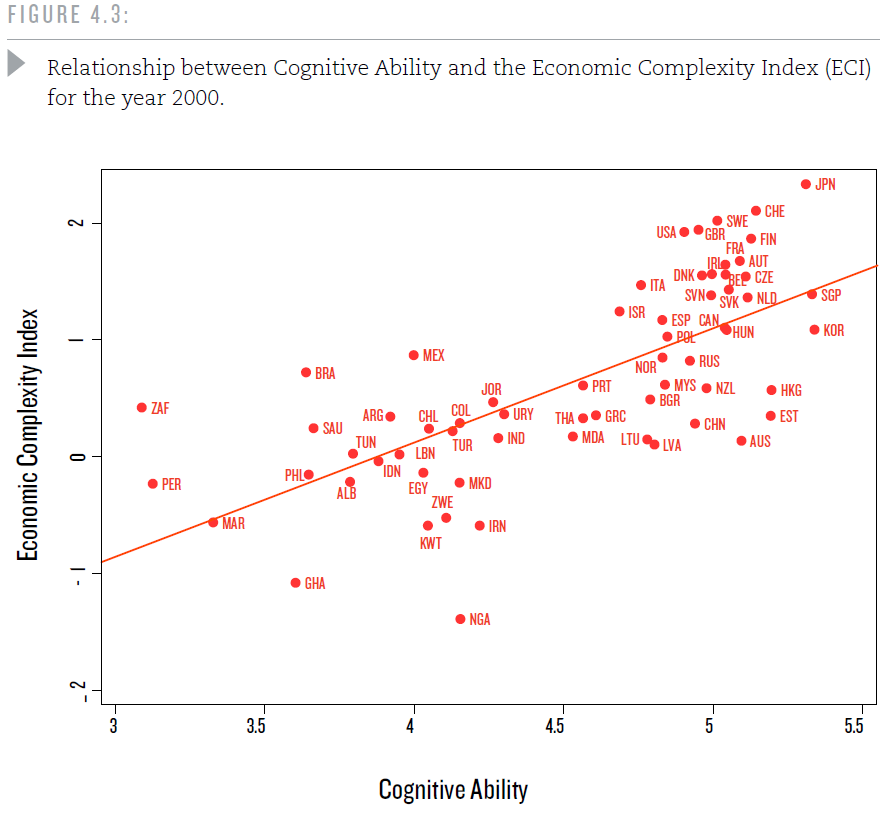 FIGURE 4.3:
Relationship between Cognitive Ability and the Economic Complexity Index (ECI)
for the year 2000.
JPN
CHE
SWE
USA
GBR
FIN
FRA
IRL
AUT
DNK
BEL
CZE
ITA
SVN
SVK
NLD
SGP
ISR
ESP
CAN
HUN
KOR
POL
MEX
NOR
RUS
BRA
PRT
MYS
NZL
HKG
JOR
BGR
ZAF
ARG
CHL
COL
URY
THA
GRC
EST
SAU
CHN
TUN
LBN
TUR
IND
MDA
LTU
LVA
AUS
PHL
IDN
PER
ALB
EGY
MKD
ZWE
MAR
KWT
IRN
GHA
NGA
2
1
0
- 1
- 2
Economic Complexity Index
3
3.5
4
4.5
5
5.5
Cognitive Ability